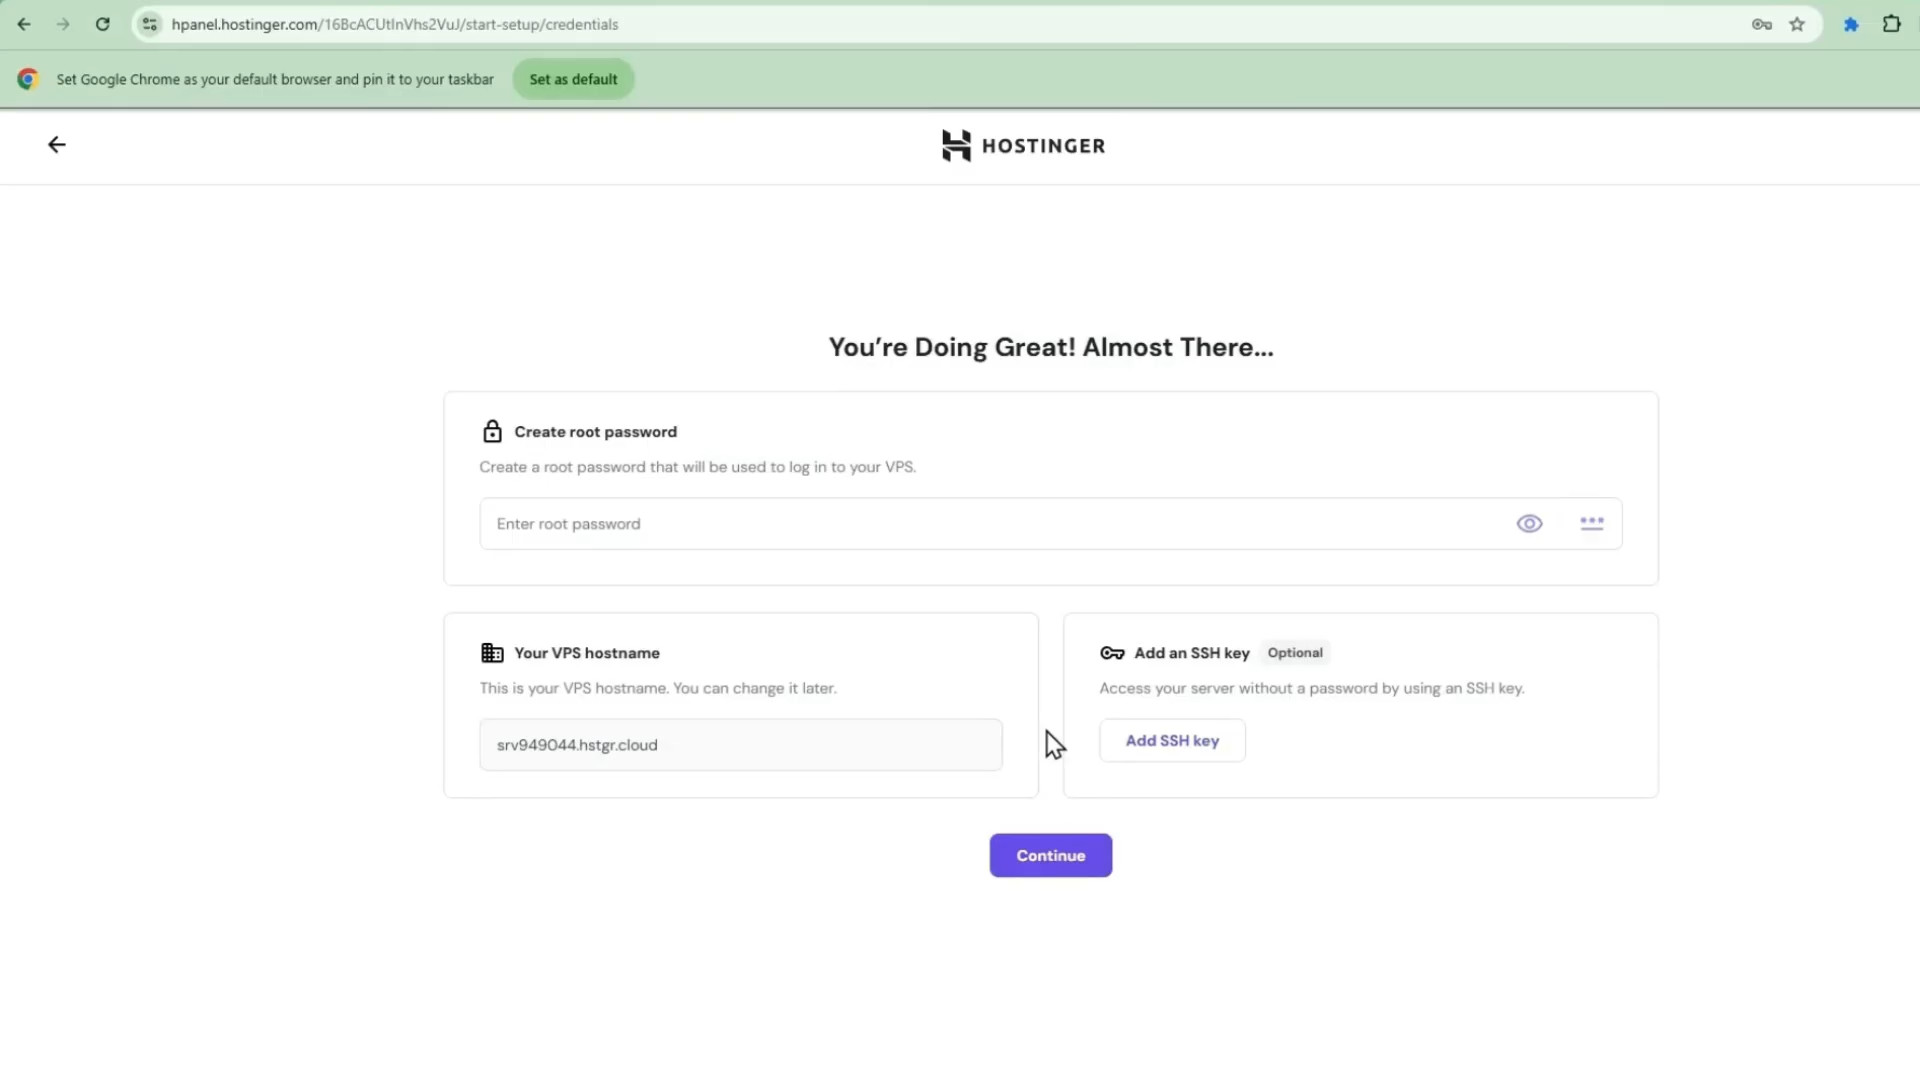 hpanel.hostinger.com/16BcACUtInVhs2VuJ/start-setup/credentials
Set Google Chrome as your default browser and pin it to your taskbar
Set as default
HOSTINGER
You’re Doing Great! Almost There...
Create root password
Create a root password that will be used to log in to your VPS.
Enter root password
Your VPS hostname
This is your VPS hostname. You can change it later.
srv949044.hstgr.cloud
Add an SSH key Optional
Access your server without a password by using an SSH key.
Add SSH key
Continue